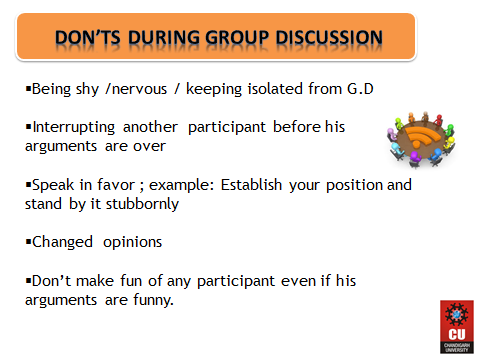 DON'TS DURING GROUP DISCUSSION
▪Being shy /nervous / keeping isolated from G.D
▪Interrupting another participant before his
arguments are over
▪Speak in favor ; example: Establish your position and
stand by it stubbornly
▪Changed opinions
▪Don't make fun of any participant even if his
arguments are funny.
CU
CHANDIGARH
UNIVERSITY